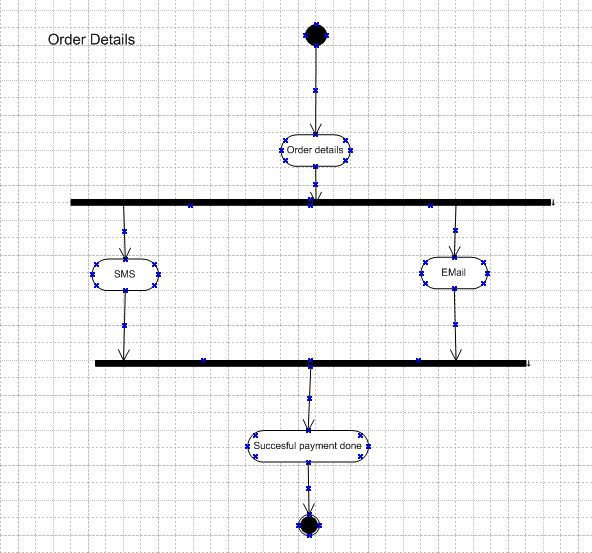 Order Details
Order details
SMS
EMail
Succesful payment done